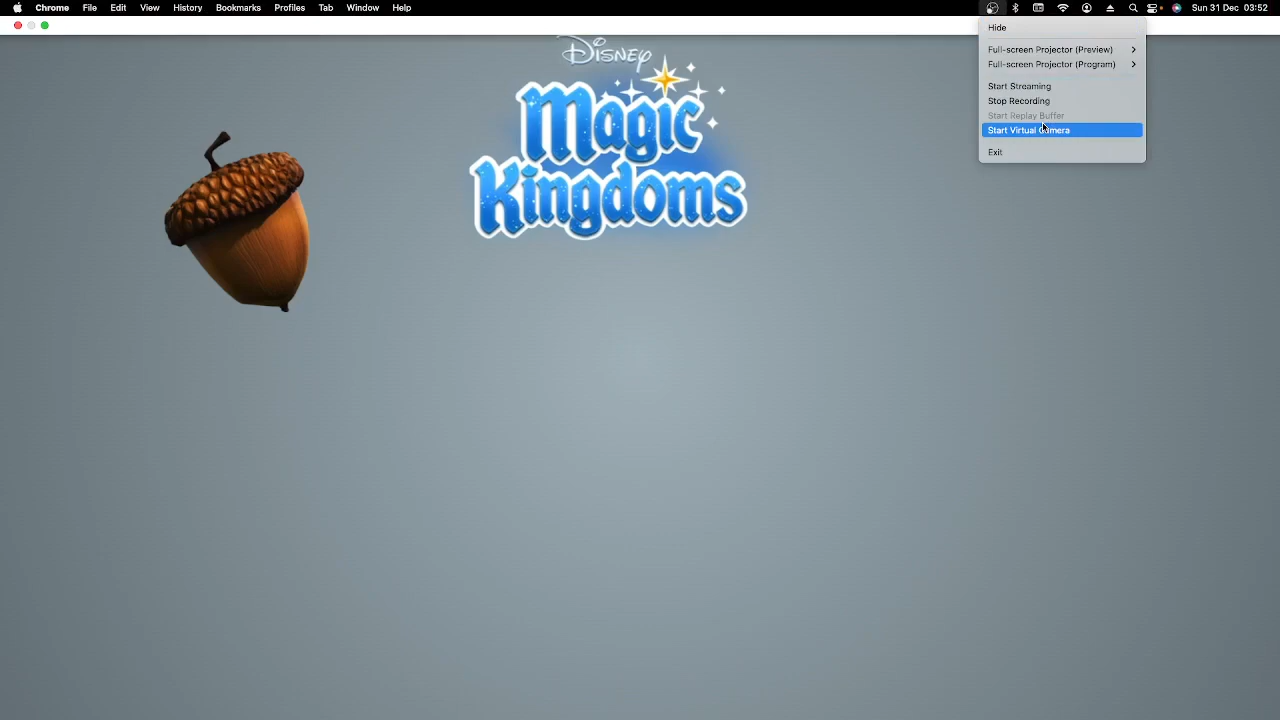 Chrome File Edit View History Bookmarks Profiles Tab Window Help Sun 31 Dec 03:52
Hide
Full-screen Projector (Preview)
Full-screen Projector (Program)
Start Streaming
Stop Recording
Start Replay Buffer
Start Virtual Camera
Exit
Disney
Magic
Kingdoms